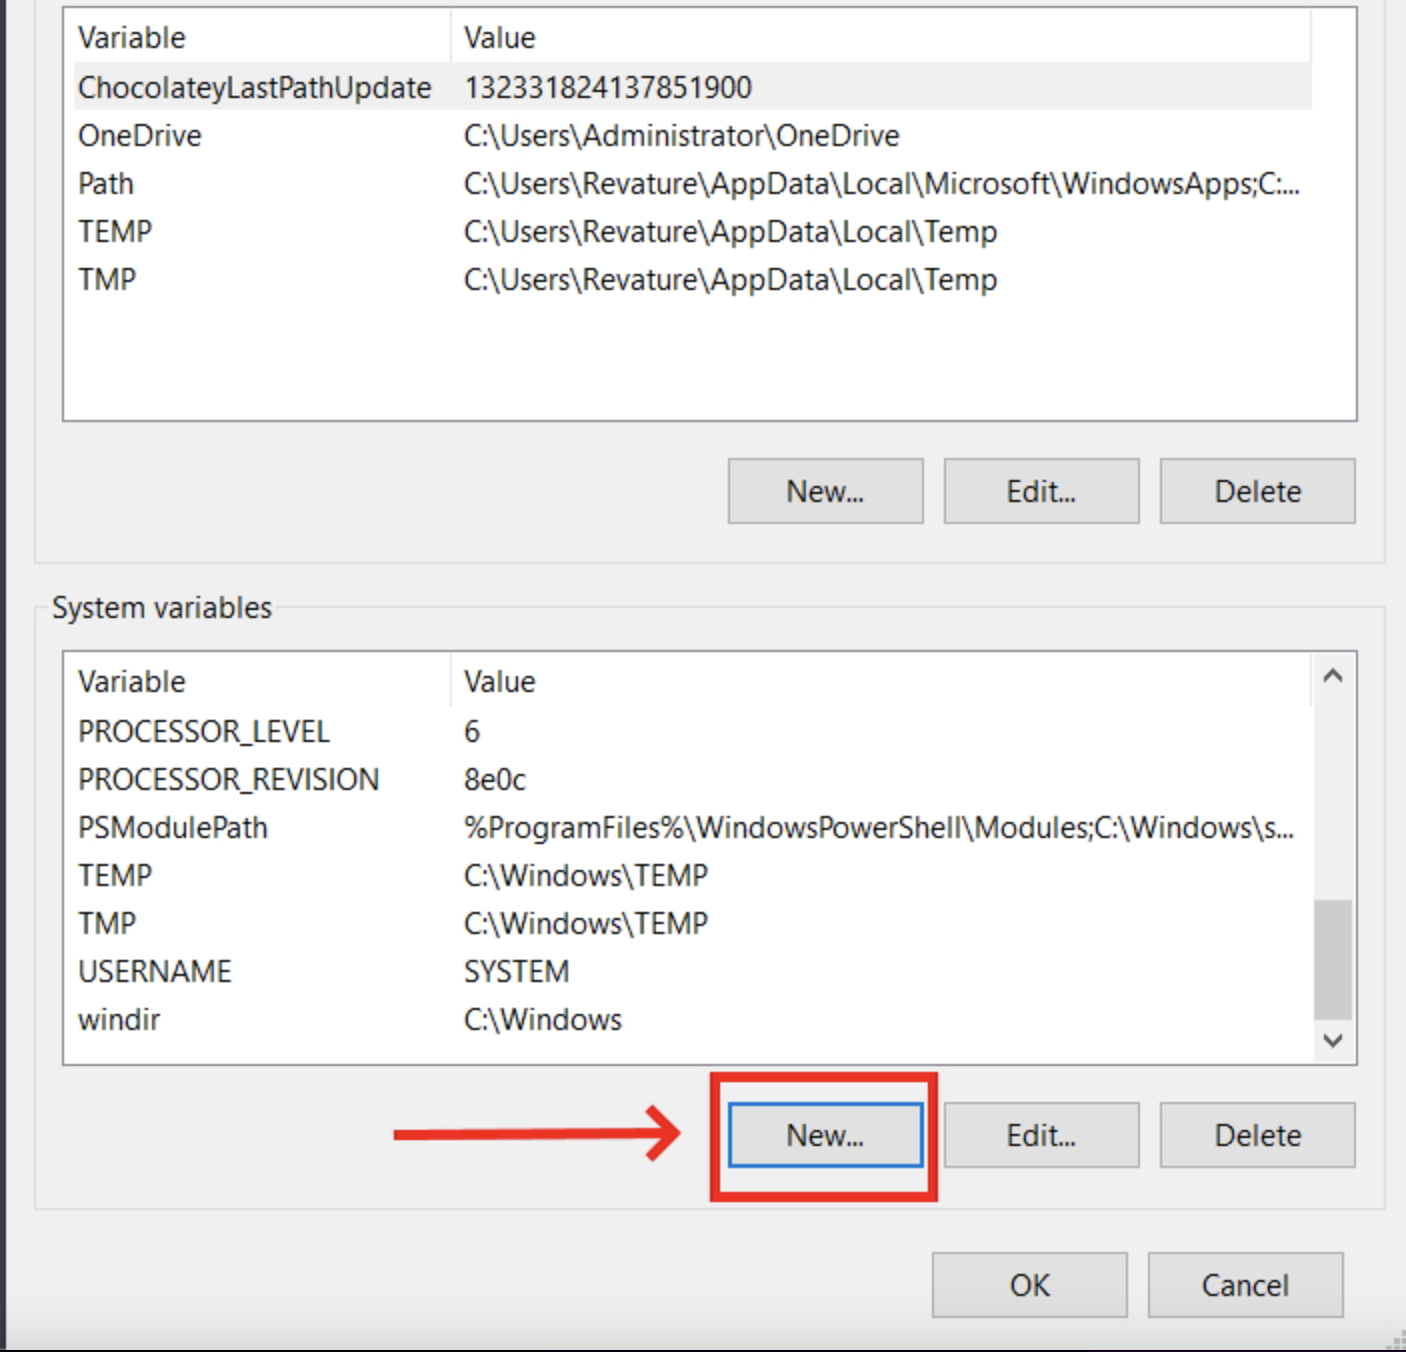 Variable Value
ChocolateyLastPathUpdate 132331824137851900
OneDrive C:\Users\Administrator\OneDrive
Path C:\Users\Revature\AppData\Local\Microsoft\WindowsApps;C:...
TEMP C:\Users\Revature\AppData\Local\Temp
TMP C:\Users\Revature\AppData\Local\Temp
New... Edit... Delete
System variables
Variable Value
PROCESSOR_LEVEL 6
PROCESSOR_REVISION 8e0c
PSModulePath %ProgramFiles%\WindowsPowerShell\Modules;C:\Windows\s...
TEMP C:\Windows\TEMP
TMP C:\Windows\TEMP
USERNAME SYSTEM
windir C:\Windows
New... Edit... Delete
OK Cancel